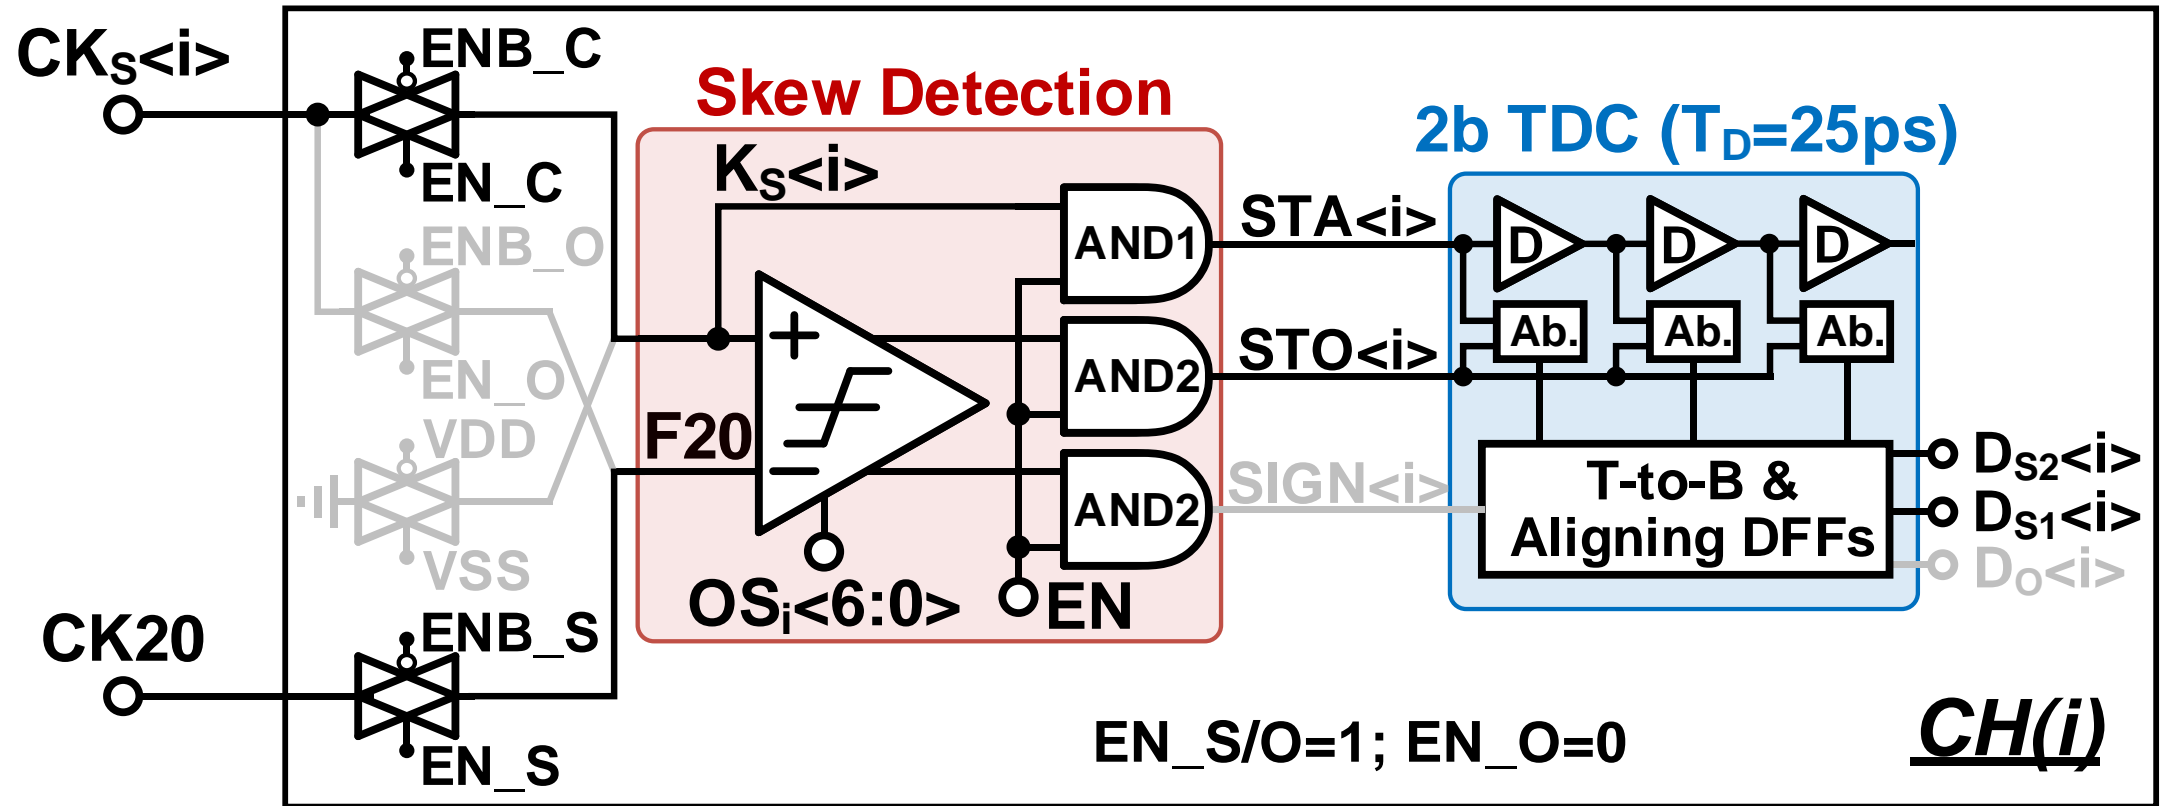 CKS<i>
ENB_C
EN_C
ENB_O
EN_O
VDD
VSS
CK20
ENB_S
EN_S
Skew Detection
KS<i>
F20
+
−
OSi<6:0>
EN
AND1
AND2
AND2
STA<i>
STO<i>
SIGN<i>
2b TDC (TD=25ps)
D D D
Ab. Ab. Ab.
T-to-B &
Aligning DFFs
DS2<i>
DS1<i>
DO<i>
EN_S/O=1; EN_O=0
CH(i)